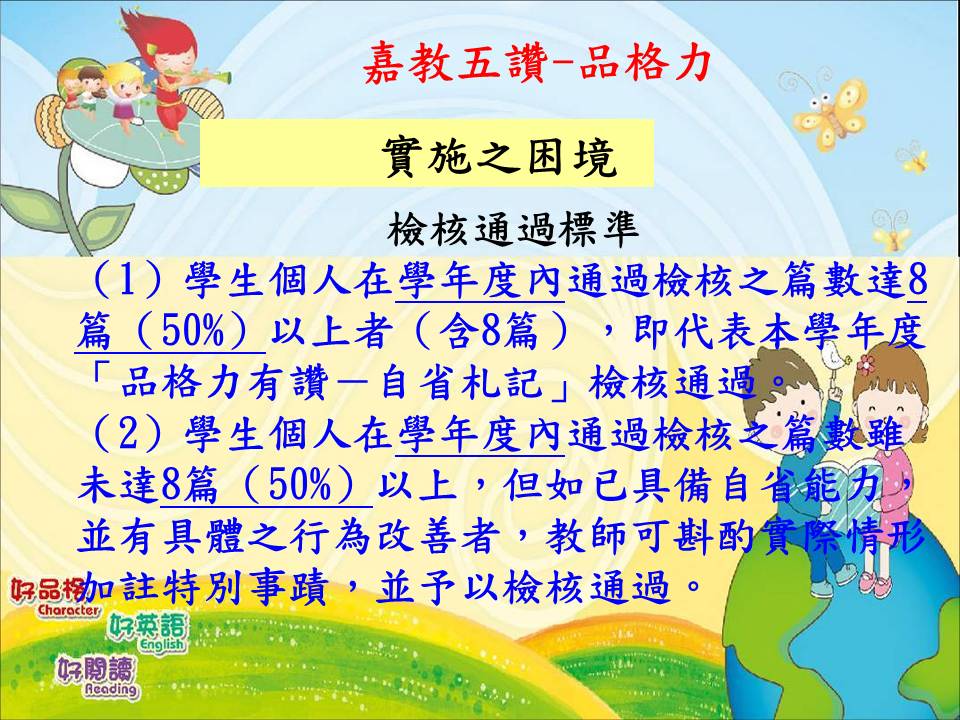 嘉教五讚-品格力
實施之困境
檢核通過標準
（1）學生個人在學年度內通過檢核之篇數達8
篇（50%）以上者（含8篇），即代表本學年度
「品格力有讚－自省札記」檢核通過。
（2）學生個人在學年度內通過檢核之篇數雖
未達8篇（50%）以上，但如已具備自省能力，
並有具體之行為改善者，教師可斟酌實際情形
加註特別事蹟，並予以檢核通過。
好品格
Character
好英語
English
好閱讀
Reading